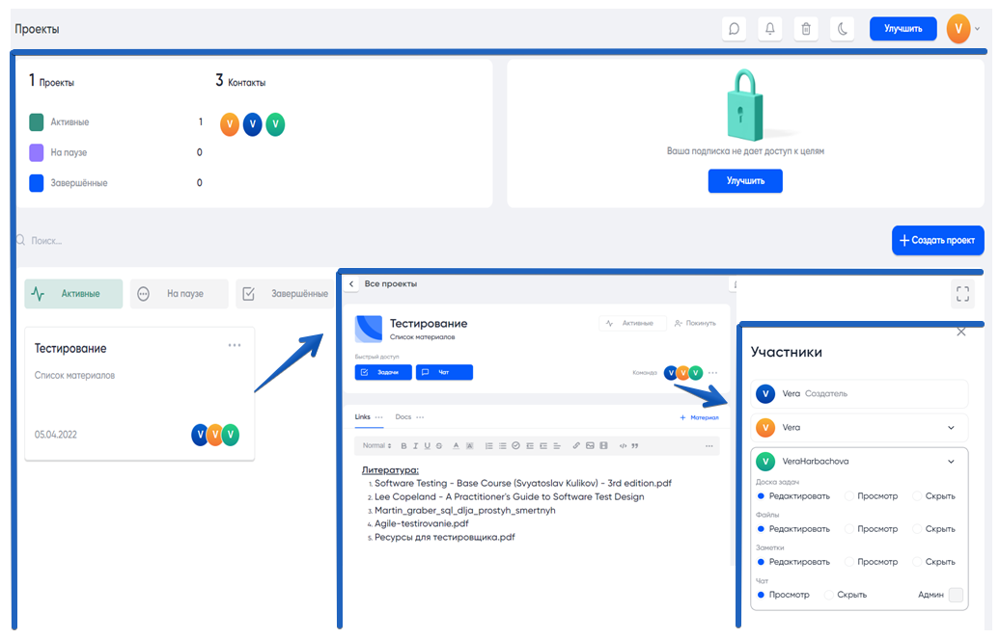 Проекты
Улучшить
V
1 Проекты
3 Контакты
Активные 1
V V V
На паузе 0
Завершённые 0
Ваша подписка не дает доступ к целям
Улучшить
Поиск...
Создать проект
Активные
На паузе
Завершённые
Тестирование
Список материалов
05.04.2022
V V V
Все проекты
Тестирование
Список материалов
Активные
Покинуть
Быстрый доступ
Задачи
Чат
Команда
V V V
Links
Docs
+ Материал
Normal
B I U S A A
Литература:
1. Software Testing - Base Course (Svyatoslav Kulikov) - 3rd edition.pdf
2. Lee Copeland - A Practitioner's Guide to Software Test Design
3. Martin_graber_sql_dlja_prostyh_smertnyh
4. Agile-testirovanie.pdf
5. Ресурсы для тестировщика.pdf
Участники
V Vera Создатель
V Vera
V VeraHarbachova
Доска задач
Редактировать Просмотр Скрыть
Файлы
Редактировать Просмотр Скрыть
Заметки
Редактировать Просмотр Скрыть
Чат
Просмотр Скрыть Админ